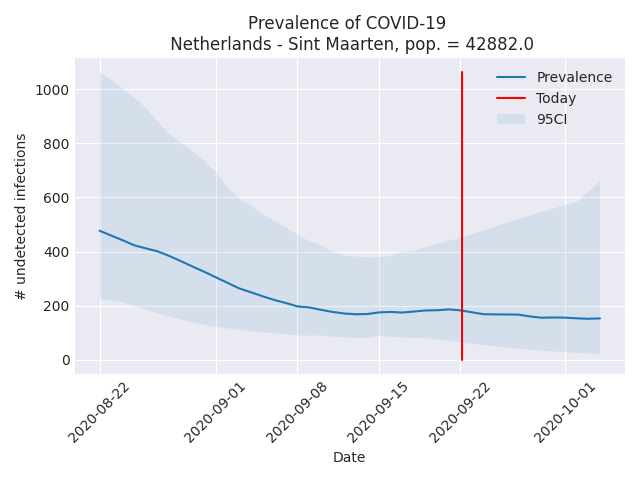 Prevalence of COVID-19
Netherlands - Sint Maarten, pop. = 42882.0
Prevalence
Today
95CI
1000
800
600
400
200
0
# undetected infections
2020-08-22
2020-09-01
2020-09-08
2020-09-15
2020-09-22
2020-10-01
Date